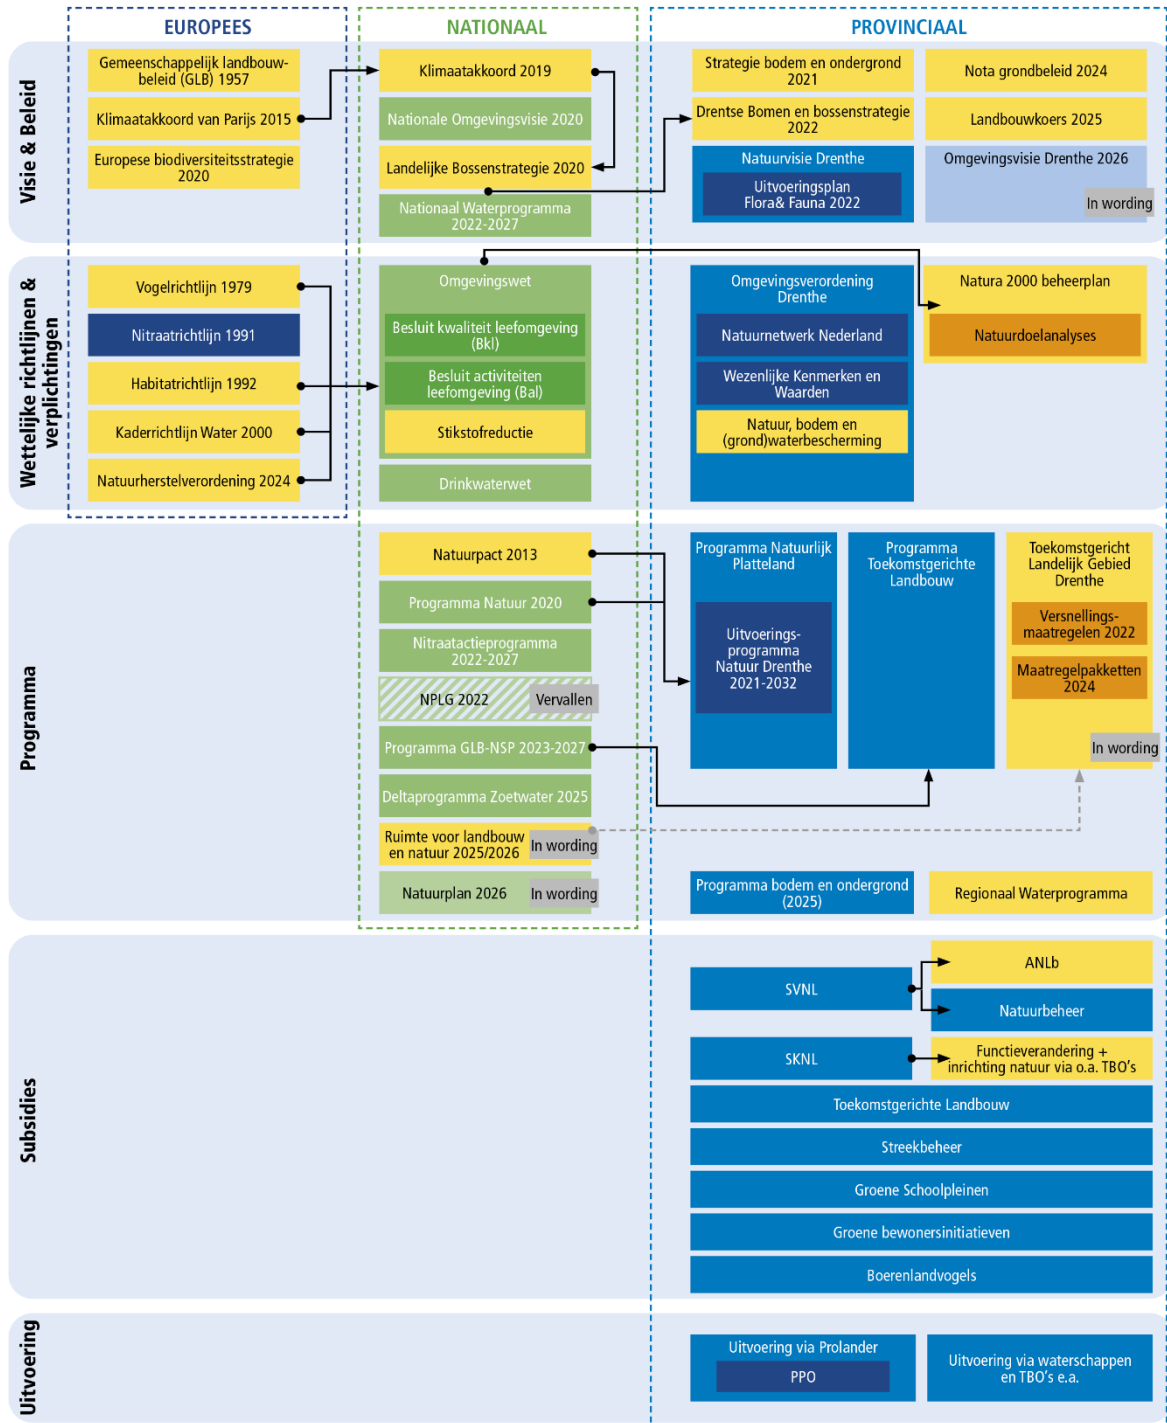 EUROPEES
NATIONAAL
PROVINCIAAL
Visie & Beleid
Gemeenschappelijk landbouw-
beleid (GLB) 1957
Klimaatakkoord van Parijs 2015
Europese biodiversiteitsstrategie
2020
Klimaatakkoord 2019
Nationale Omgevingsvisie 2020
Landelijke Bossenstrategie 2020
Nationaal Waterprogramma
2022-2027
Strategie bodem en ondergrond
2021
Drentse Bomen en bossenstrategie
2022
Natuurvisie Drenthe
Uitvoeringsplan
Flora& Fauna 2022
Nota grondbeleid 2024
Landbouwkoers 2025
Omgevingsvisie Drenthe 2026
In wording
Wettelijke richtlijnen &
verplichtingen
Vogelrichtlijn 1979
Nitraatrichtlijn 1991
Habitatrichtlijn 1992
Kaderrichtlijn Water 2000
Natuurherstelverordening 2024
Omgevingswet
Besluit kwaliteit leefomgeving
(Bkl)
Besluit activiteiten
leefomgeving (Bal)
Stikstofreductie
Drinkwaterwet
Omgevingsverordening
Drenthe
Natuurnetwerk Nederland
Wezenlijke Kenmerken en
Waarden
Natuur, bodem en
(grond)waterbescherming
Natura 2000 beheerplan
Natuurdoelanalyses
Programma
Natuurpact 2013
Programma Natuur 2020
Nitraatactieprogramma
2022-2027
NPLG 2022
Vervallen
Programma GLB-NSP 2023-2027
Deltaprogramma Zoetwater 2025
Ruimte voor landbouw
en natuur 2025/2026
In wording
Natuurplan 2026
In wording
Programma Natuurlijk
Platteland
Uitvoerings-
programma
Natuur Drenthe
2021-2032
Programma
Toekomstgerichte
Landbouw
Toekomstgericht
Landelijk Gebied
Drenthe
Versnellings-
maatregelen 2022
Maatregelpakketten
2024
In wording
Programma bodem en ondergrond
(2025)
Regionaal Waterprogramma
Subsidies
SVNL
ANLb
Natuurbeheer
SKNL
Functieverandering +
inrichting natuur via o.a. TBO's
Toekomstgerichte Landbouw
Streekbeheer
Groene Schoolpleinen
Groene bewonersinitiatieven
Boerenlandvogels
Uitvoering
Uitvoering via Prolander
PPO
Uitvoering via waterschappen
en TBO's e.a.